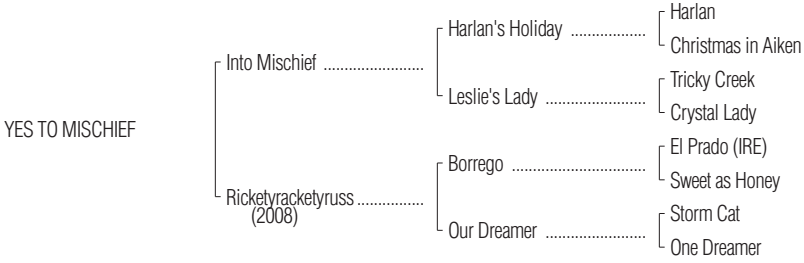 Harlan
Harlan's Holiday ......................
Christmas in Aiken
Into Mischief ......................
Tricky Creek
Leslie's Lady ......................
Crystal Lady
YES TO MISCHIEF
El Prado (IRE)
Borrego ......................
Sweet as Honey
Ricketyracketyruss ...............
(2008)
Storm Cat
Our Dreamer ......................
One Dreamer